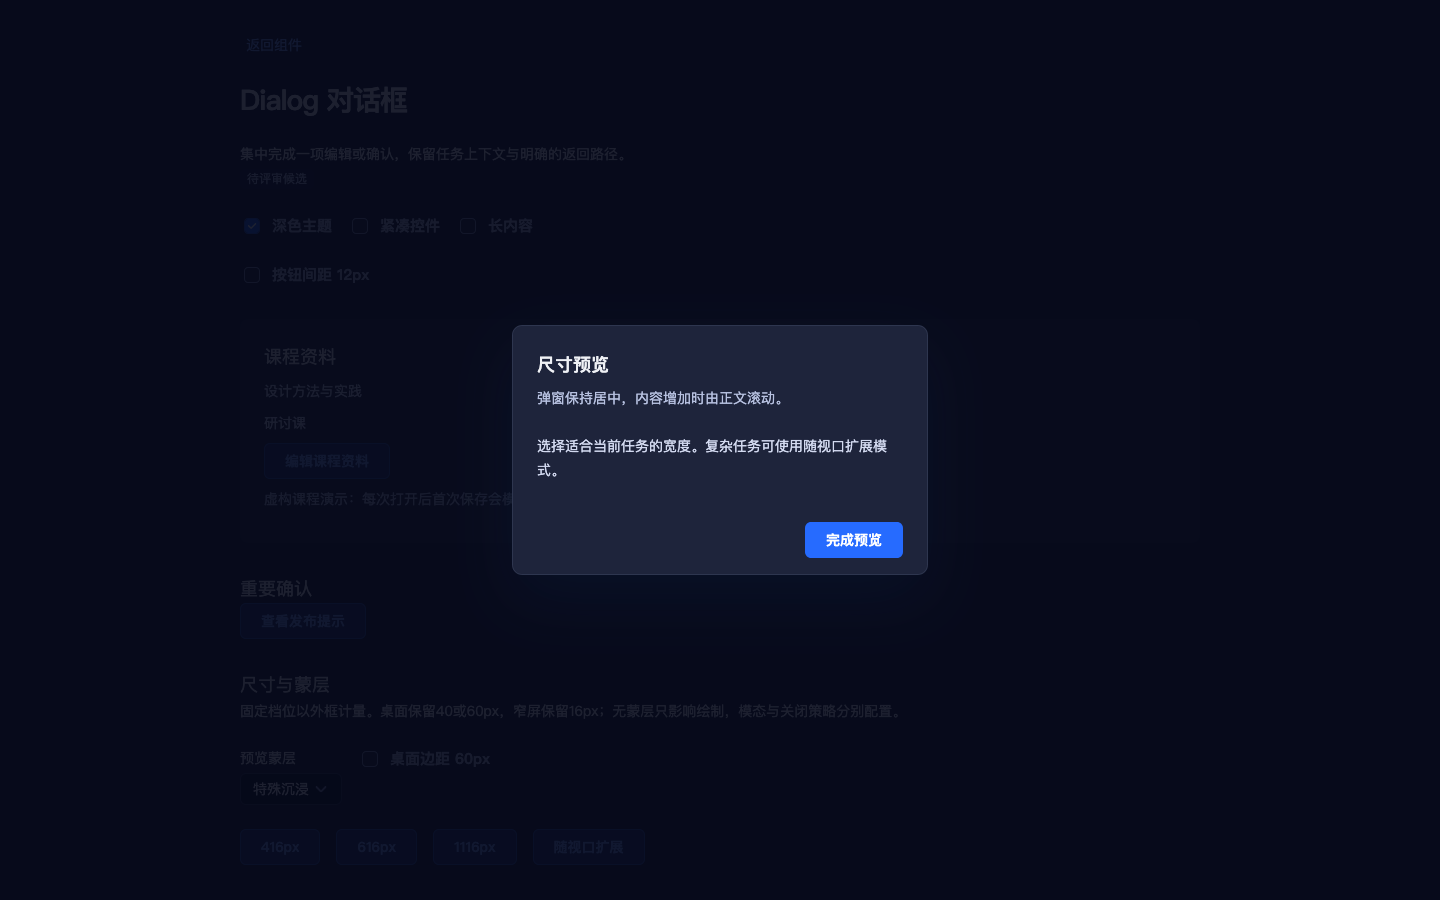 返回组件
Dialog 对话框
集中完成一项编辑或确认，保留任务上下文与明确的返回路径。
待评审候选
深色主题 紧凑控件 长内容
按钮间距 12px
课程资料
设计方法与实践
研讨课
编辑课程资料
虚构课程演示：每次打开后首次保存会
尺寸预览
弹窗保持居中，内容增加时由正文滚动。
选择适合当前任务的宽度。复杂任务可使用随视口扩展模
式。
完成预览
重要确认
查看发布提示
尺寸与蒙层
固定档位以外框计量。桌面保留40或60px，窄屏保留16px；无蒙层只影响绘制，模态与关闭策略分别配置。
预览蒙层 桌面边距 60px
特殊沉浸
416px 616px 1116px 随视口扩展